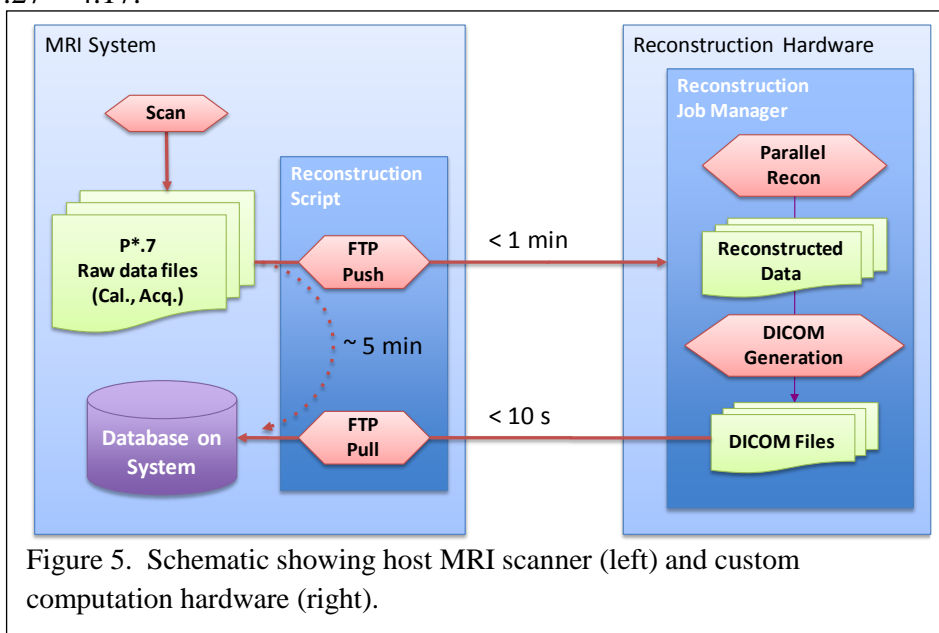 MRI System
Scan
P*.7
Raw data files
(Cal., Acq.)
Reconstruction
Script
FTP
Push
~ 5 min
FTP
Pull
Database on
System
< 1 min
< 10 s
Reconstruction Hardware
Reconstruction
Job Manager
Parallel
Recon
Reconstructed
Data
DICOM
Generation
DICOM Files
Figure 5.  Schematic showing host MRI scanner (left) and custom
computation hardware (right).